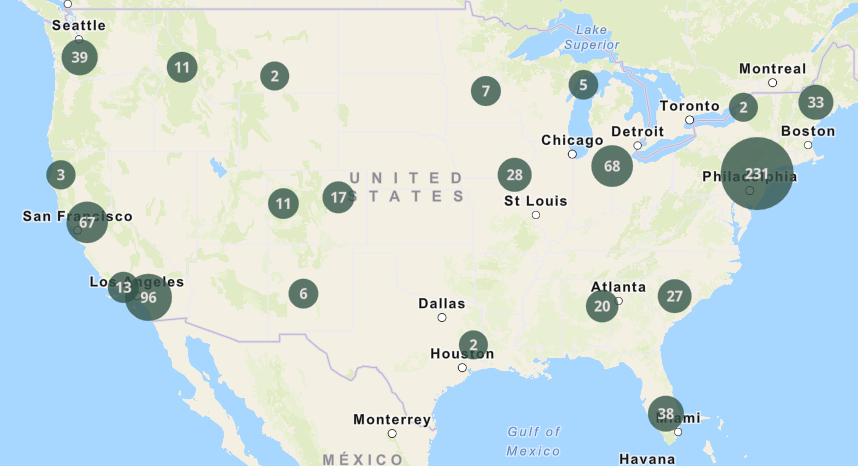 Seattle
Lake
Superior
39
11
2
Montreal
7
5
2
33
Toronto
Boston
Detroit
Chicago
68
3
28
231
Philadelphia
UNITED
STATES
11
17
St Louis
San Francisco
67
Los Angeles
13
96
6
Atlanta
20
27
Dallas
2
Houston
38
Miami
Monterrey
Gulf of
Mexico
MÉXICO
Havana